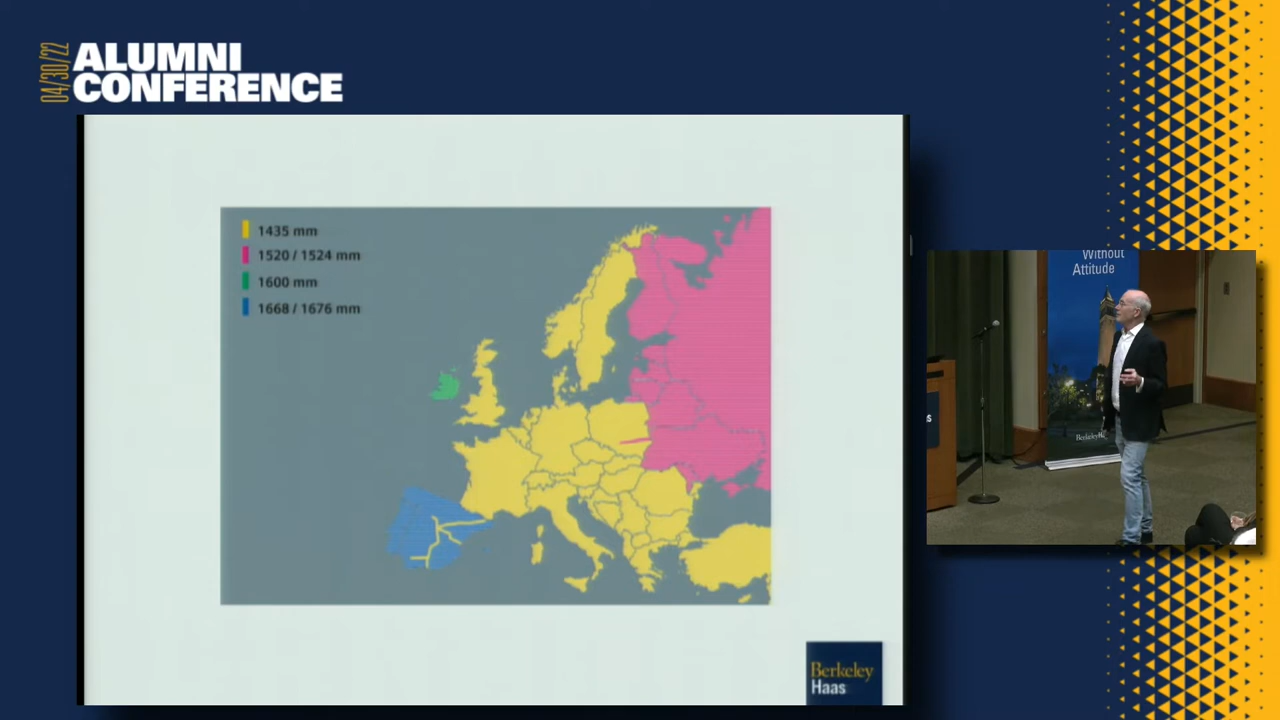 04/30/22
ALUMNI
CONFERENCE
1435 mm
1520 / 1524 mm
1600 mm
1668 / 1676 mm
Without
Attitude
Berkeley
Haas